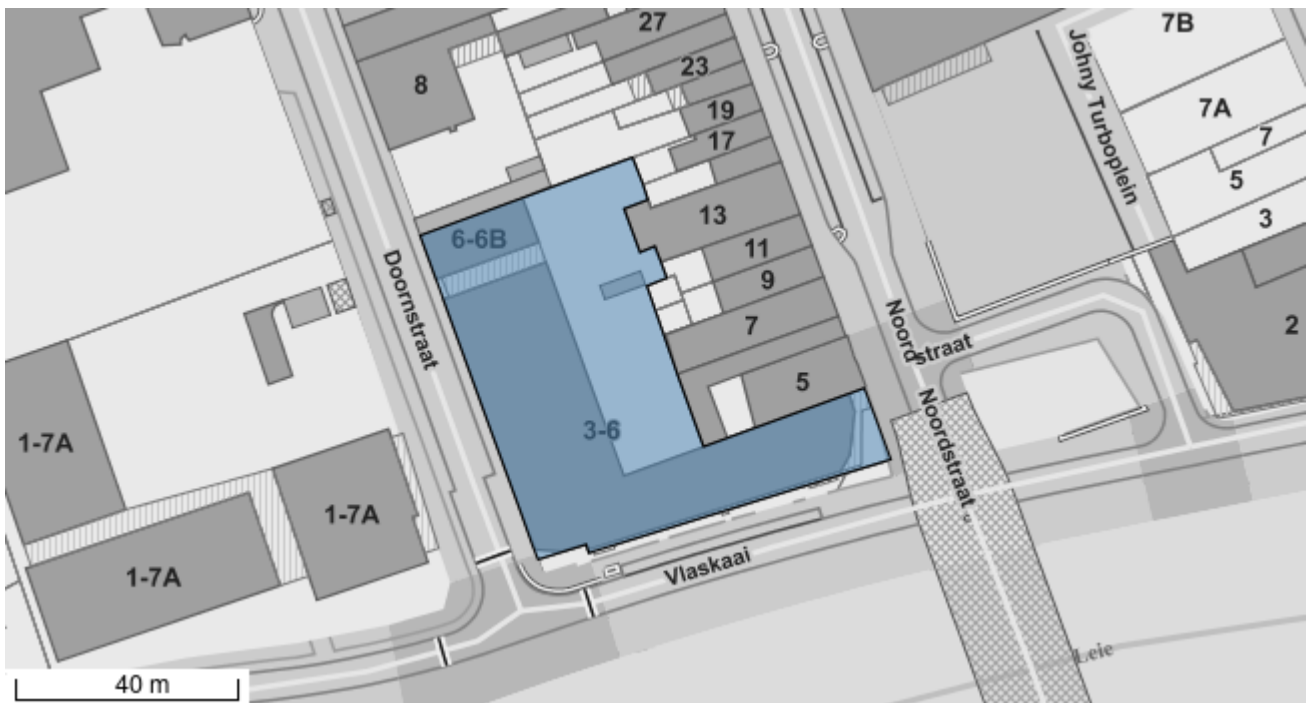 27
7B
8
23
Johny Turboplein
7A
19
7
17
5
13
3
6-6B
11
9
Doornstraat
7
Noordstraat
2
5
3-6
Noordstraat
1-7A
1-7A
1-7A
Vlaskaai
Leie
40 m